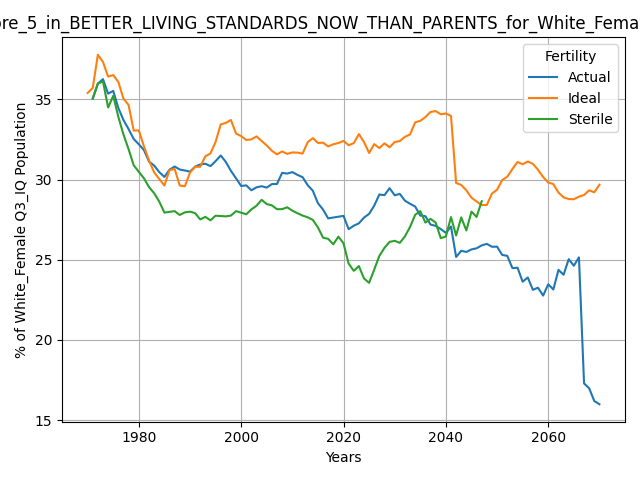 ore_5_in_BETTER_LIVING_STANDARDS_NOW_THAN_PARENTS_for_White_Fema
Fertility
Actual
Ideal
Sterile
% of White_Female Q3_IQ Population
35
30
25
20
15
1980
2000
2020
2040
2060
Years